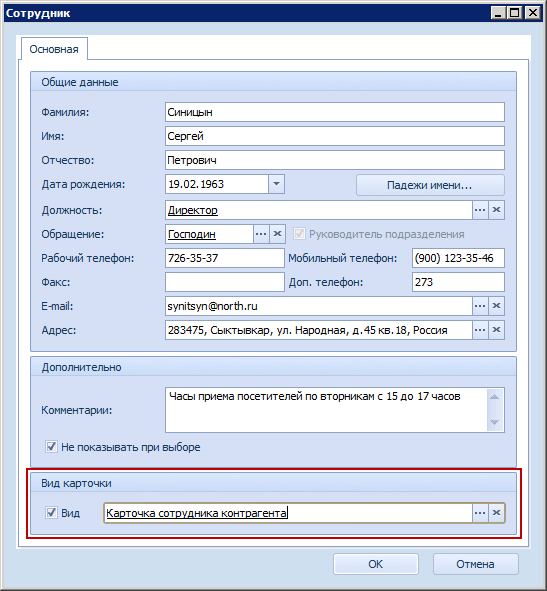 Сотрудник
Основная
Общие данные
Фамилия: Синицын
Имя: Сергей
Отчество: Петрович
Дата рождения: 19.02.1963 Падежи имени...
Должность: Директор ...
Обращение: Господин ... Руководитель подразделения
Рабочий телефон: 726-35-37 Мобильный телефон: (900) 123-35-46
Факс: Доп. телефон: 273
E-mail: synitsyn@north.ru ...
Адрес: 283475, Сыктывкар, ул. Народная, д.45 кв.18, Россия ...
Дополнительно
Комментарии: Часы приема посетителей по вторникам с 15 до 17 часов
Не показывать при выборе
Вид карточки
Вид Карточка сотрудника контрагента ...
OK Отмена